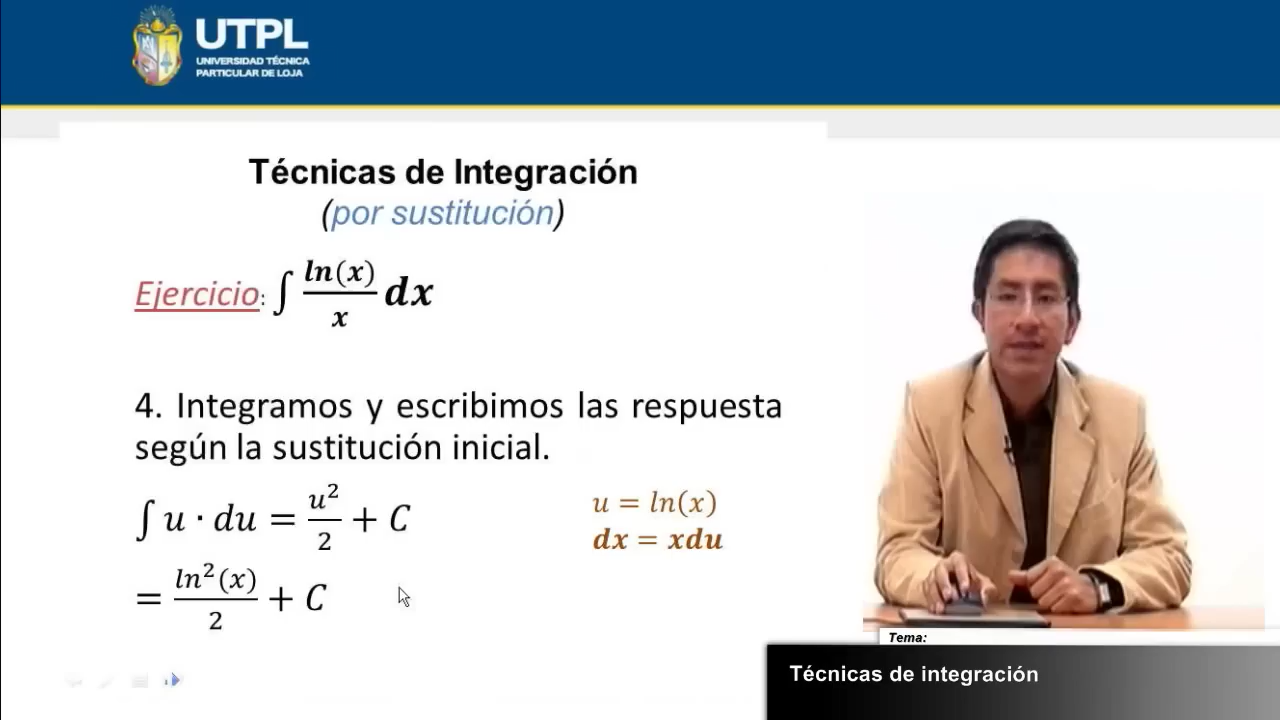 UTPL
UNIVERSIDAD TÉCNICA
PARTICULAR DE LOJA
Técnicas de Integración
(por sustitución)
Ejercicio: ∫ ln(x)/x dx
4. Integramos y escribimos las respuesta
según la sustitución inicial.
∫ u · du = u²/2 + C
u = ln(x)
dx = xdu
= ln²(x)/2 + C
Tema:
Técnicas de integración